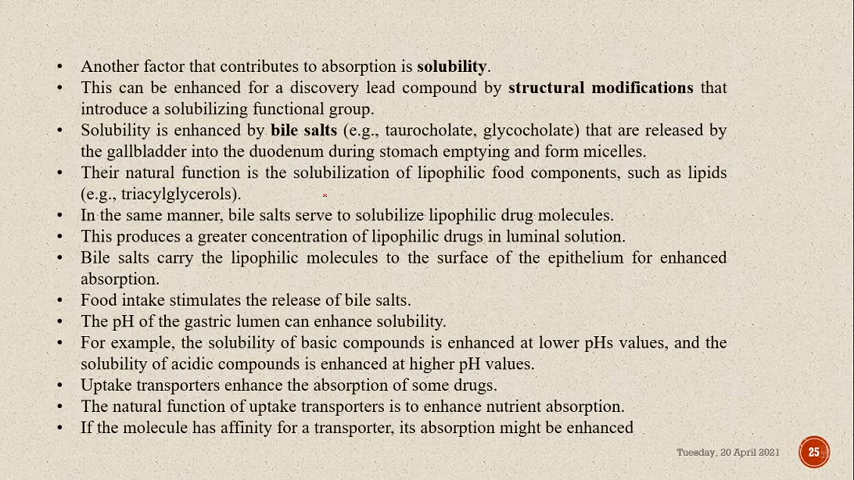 • Another factor that contributes to absorption is solubility.
• This can be enhanced for a discovery lead compound by structural modifications that
introduce a solubilizing functional group.
• Solubility is enhanced by bile salts (e.g., taurocholate, glycocholate) that are released by
the gallbladder into the duodenum during stomach emptying and form micelles.
• Their natural function is the solubilization of lipophilic food components, such as lipids
(e.g., triacylglycerols).
• In the same manner, bile salts serve to solubilize lipophilic drug molecules.
• This produces a greater concentration of lipophilic drugs in luminal solution.
• Bile salts carry the lipophilic molecules to the surface of the epithelium for enhanced
absorption.
• Food intake stimulates the release of bile salts.
• The pH of the gastric lumen can enhance solubility.
• For example, the solubility of basic compounds is enhanced at lower pHs values, and the
solubility of acidic compounds is enhanced at higher pH values.
• Uptake transporters enhance the absorption of some drugs.
• The natural function of uptake transporters is to enhance nutrient absorption.
• If the molecule has affinity for a transporter, its absorption might be enhanced
Tuesday, 20 April 2021
25